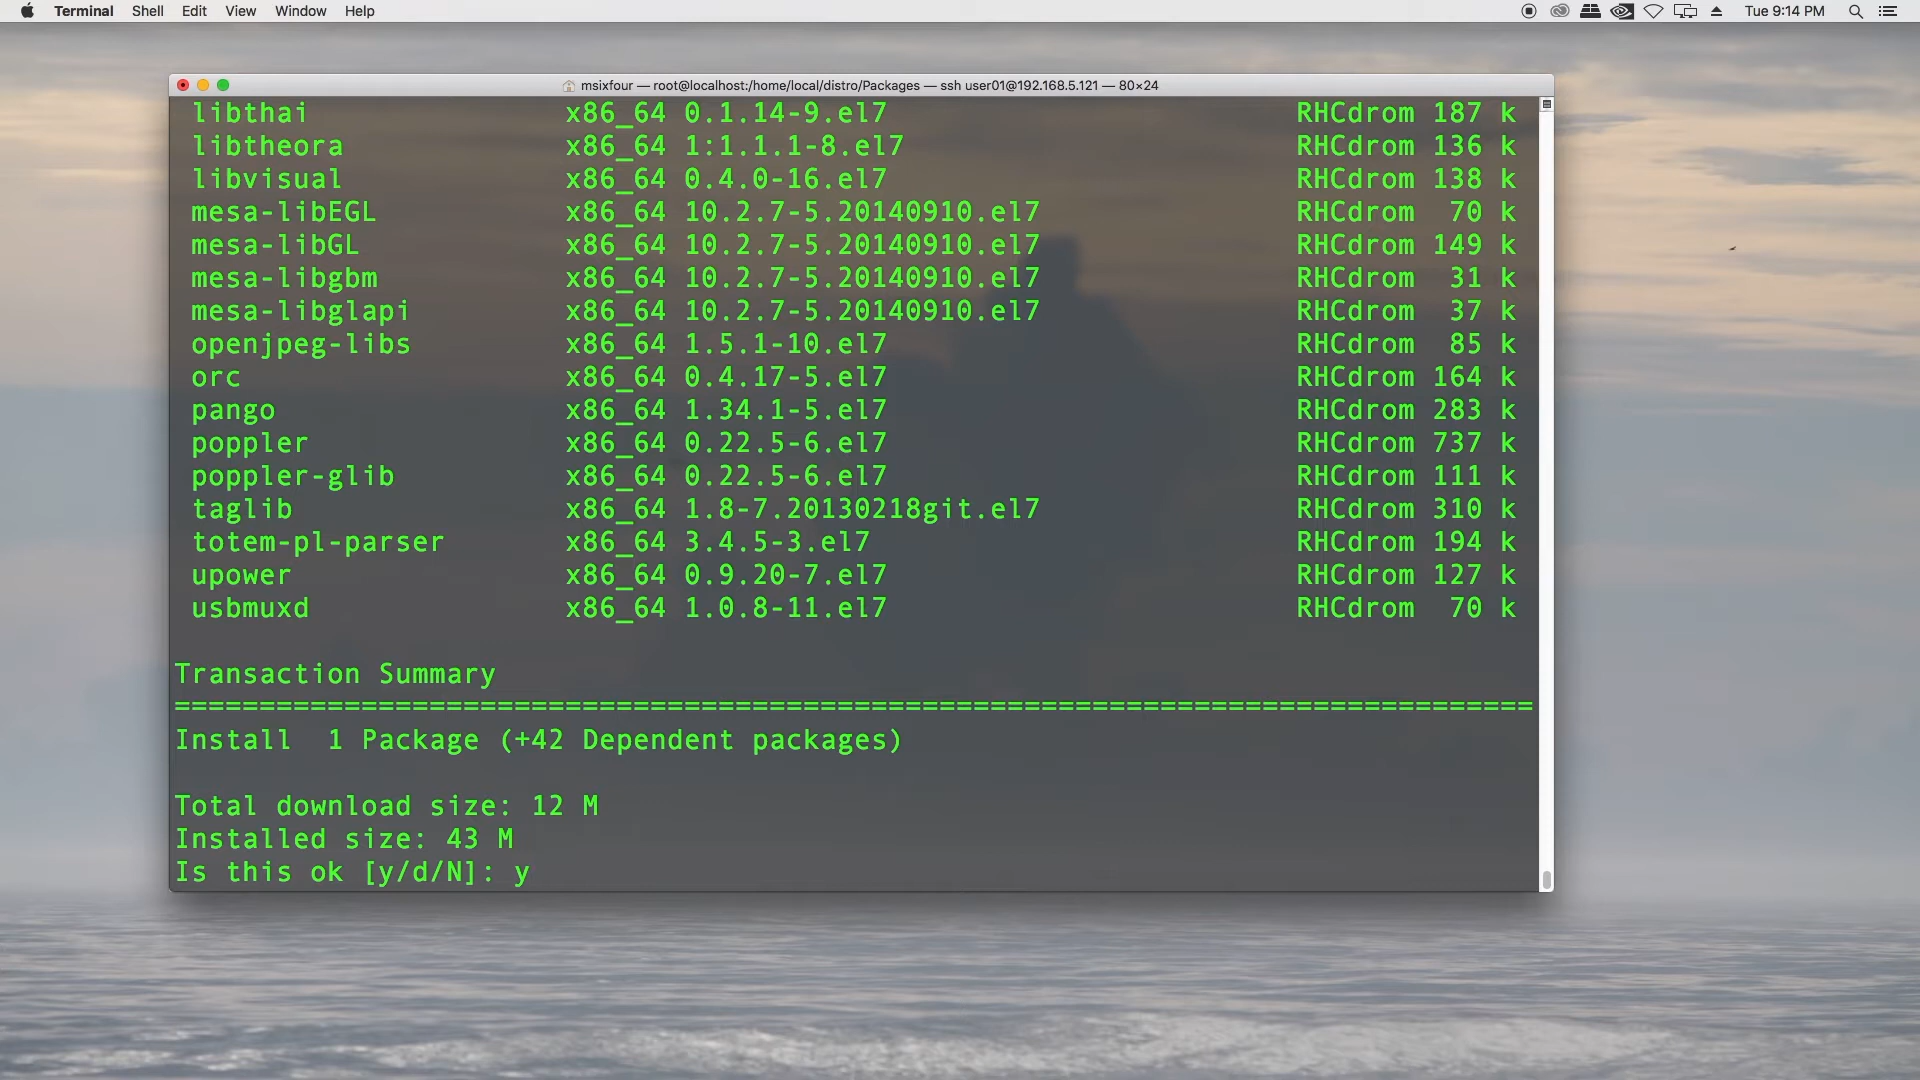 Terminal Shell Edit View Window Help Tue 9:14 PM
msixfour — root@localhost:/home/local/distro/Packages — ssh user01@192.168.5.121 — 80×24
libthai x86_64 0.1.14-9.el7 RHCdrom 187 k
libtheora x86_64 1:1.1.1-8.el7 RHCdrom 136 k
libvisual x86_64 0.4.0-16.el7 RHCdrom 138 k
mesa-libEGL x86_64 10.2.7-5.20140910.el7 RHCdrom 70 k
mesa-libGL x86_64 10.2.7-5.20140910.el7 RHCdrom 149 k
mesa-libgbm x86_64 10.2.7-5.20140910.el7 RHCdrom 31 k
mesa-libglapi x86_64 10.2.7-5.20140910.el7 RHCdrom 37 k
openjpeg-libs x86_64 1.5.1-10.el7 RHCdrom 85 k
orc x86_64 0.4.17-5.el7 RHCdrom 164 k
pango x86_64 1.34.1-5.el7 RHCdrom 283 k
poppler x86_64 0.22.5-6.el7 RHCdrom 737 k
poppler-glib x86_64 0.22.5-6.el7 RHCdrom 111 k
taglib x86_64 1.8-7.20130218git.el7 RHCdrom 310 k
totem-pl-parser x86_64 3.4.5-3.el7 RHCdrom 194 k
upower x86_64 0.9.20-7.el7 RHCdrom 127 k
usbmuxd x86_64 1.0.8-11.el7 RHCdrom 70 k
Transaction Summary
================================================================================
Install 1 Package (+42 Dependent packages)
Total download size: 12 M
Installed size: 43 M
Is this ok [y/d/N]: y